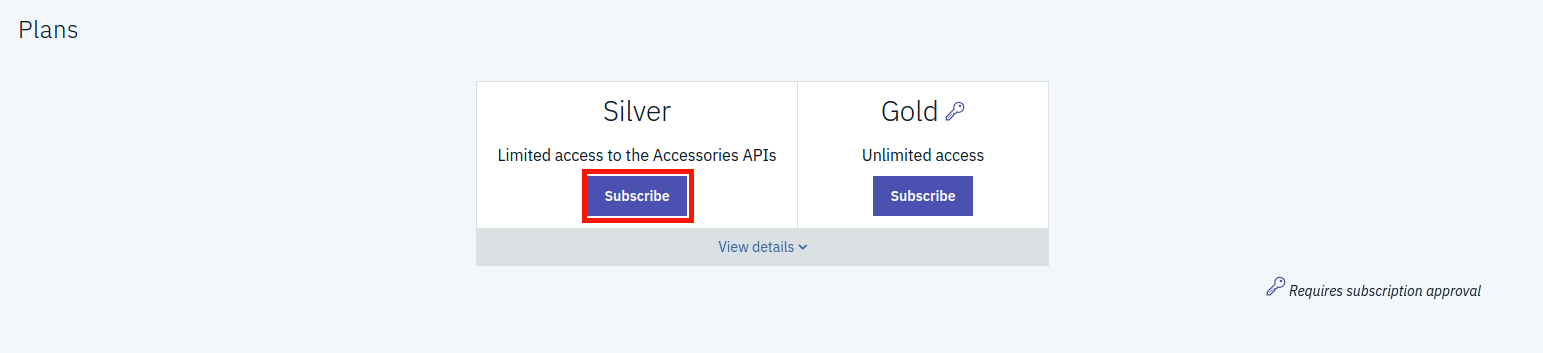 Plans
Silver
Limited access to the Accessories APIs
Subscribe
Gold
Unlimited access
Subscribe
View details
Requires subscription approval